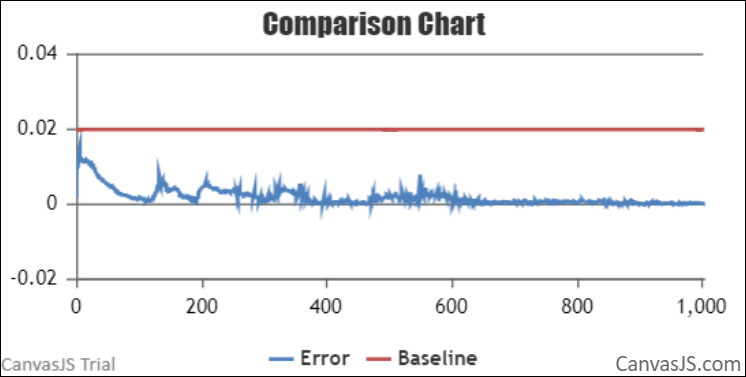 Comparison Chart
0.04
0.02
0
-0.02
0 200 400 600 800 1,000
Error Baseline
CanvasJS Trial CanvasJS.com